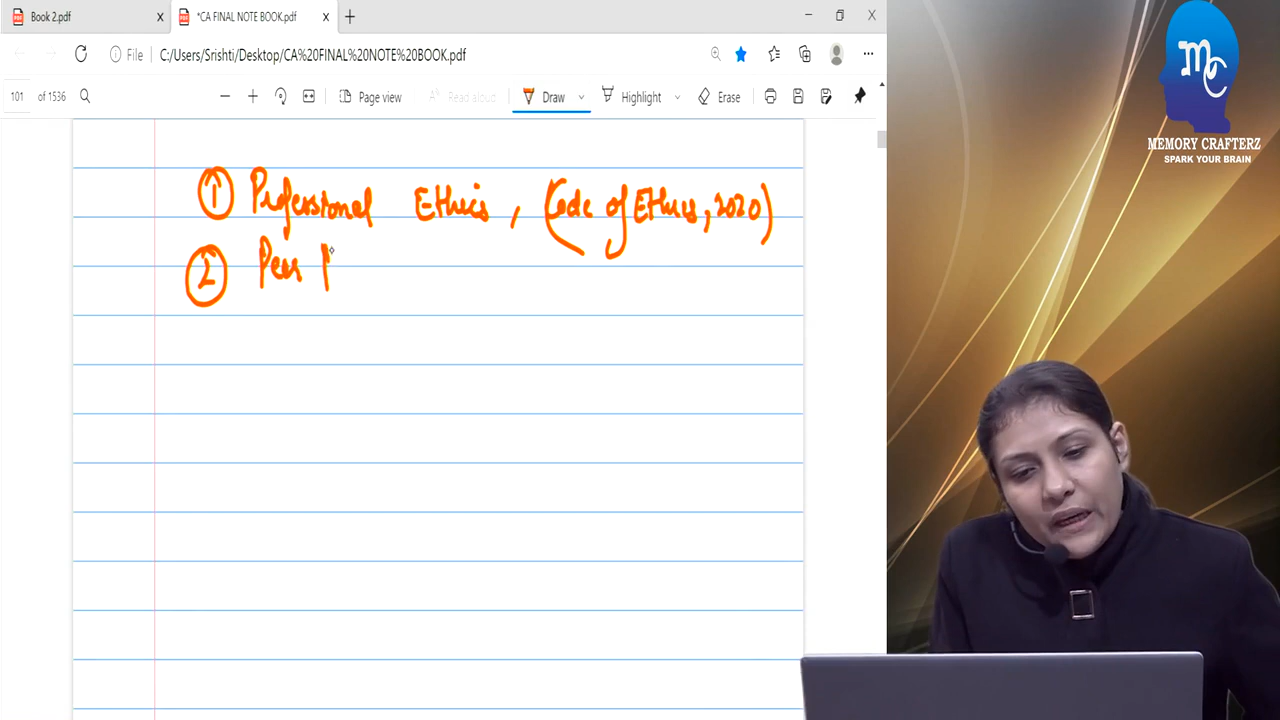 Book 2.pdf
*CA FINAL NOTE BOOK.pdf
File C:/Users/Srishti/Desktop/CA%20FINAL%20NOTE%20BOOK.pdf
101 of 1536 Page view Read aloud Draw Highlight Erase
① Professional Ethics, (Code of Ethics, 2020)
② Peer
MC
MEMORY CRAFTERZ
SPARK YOUR BRAIN